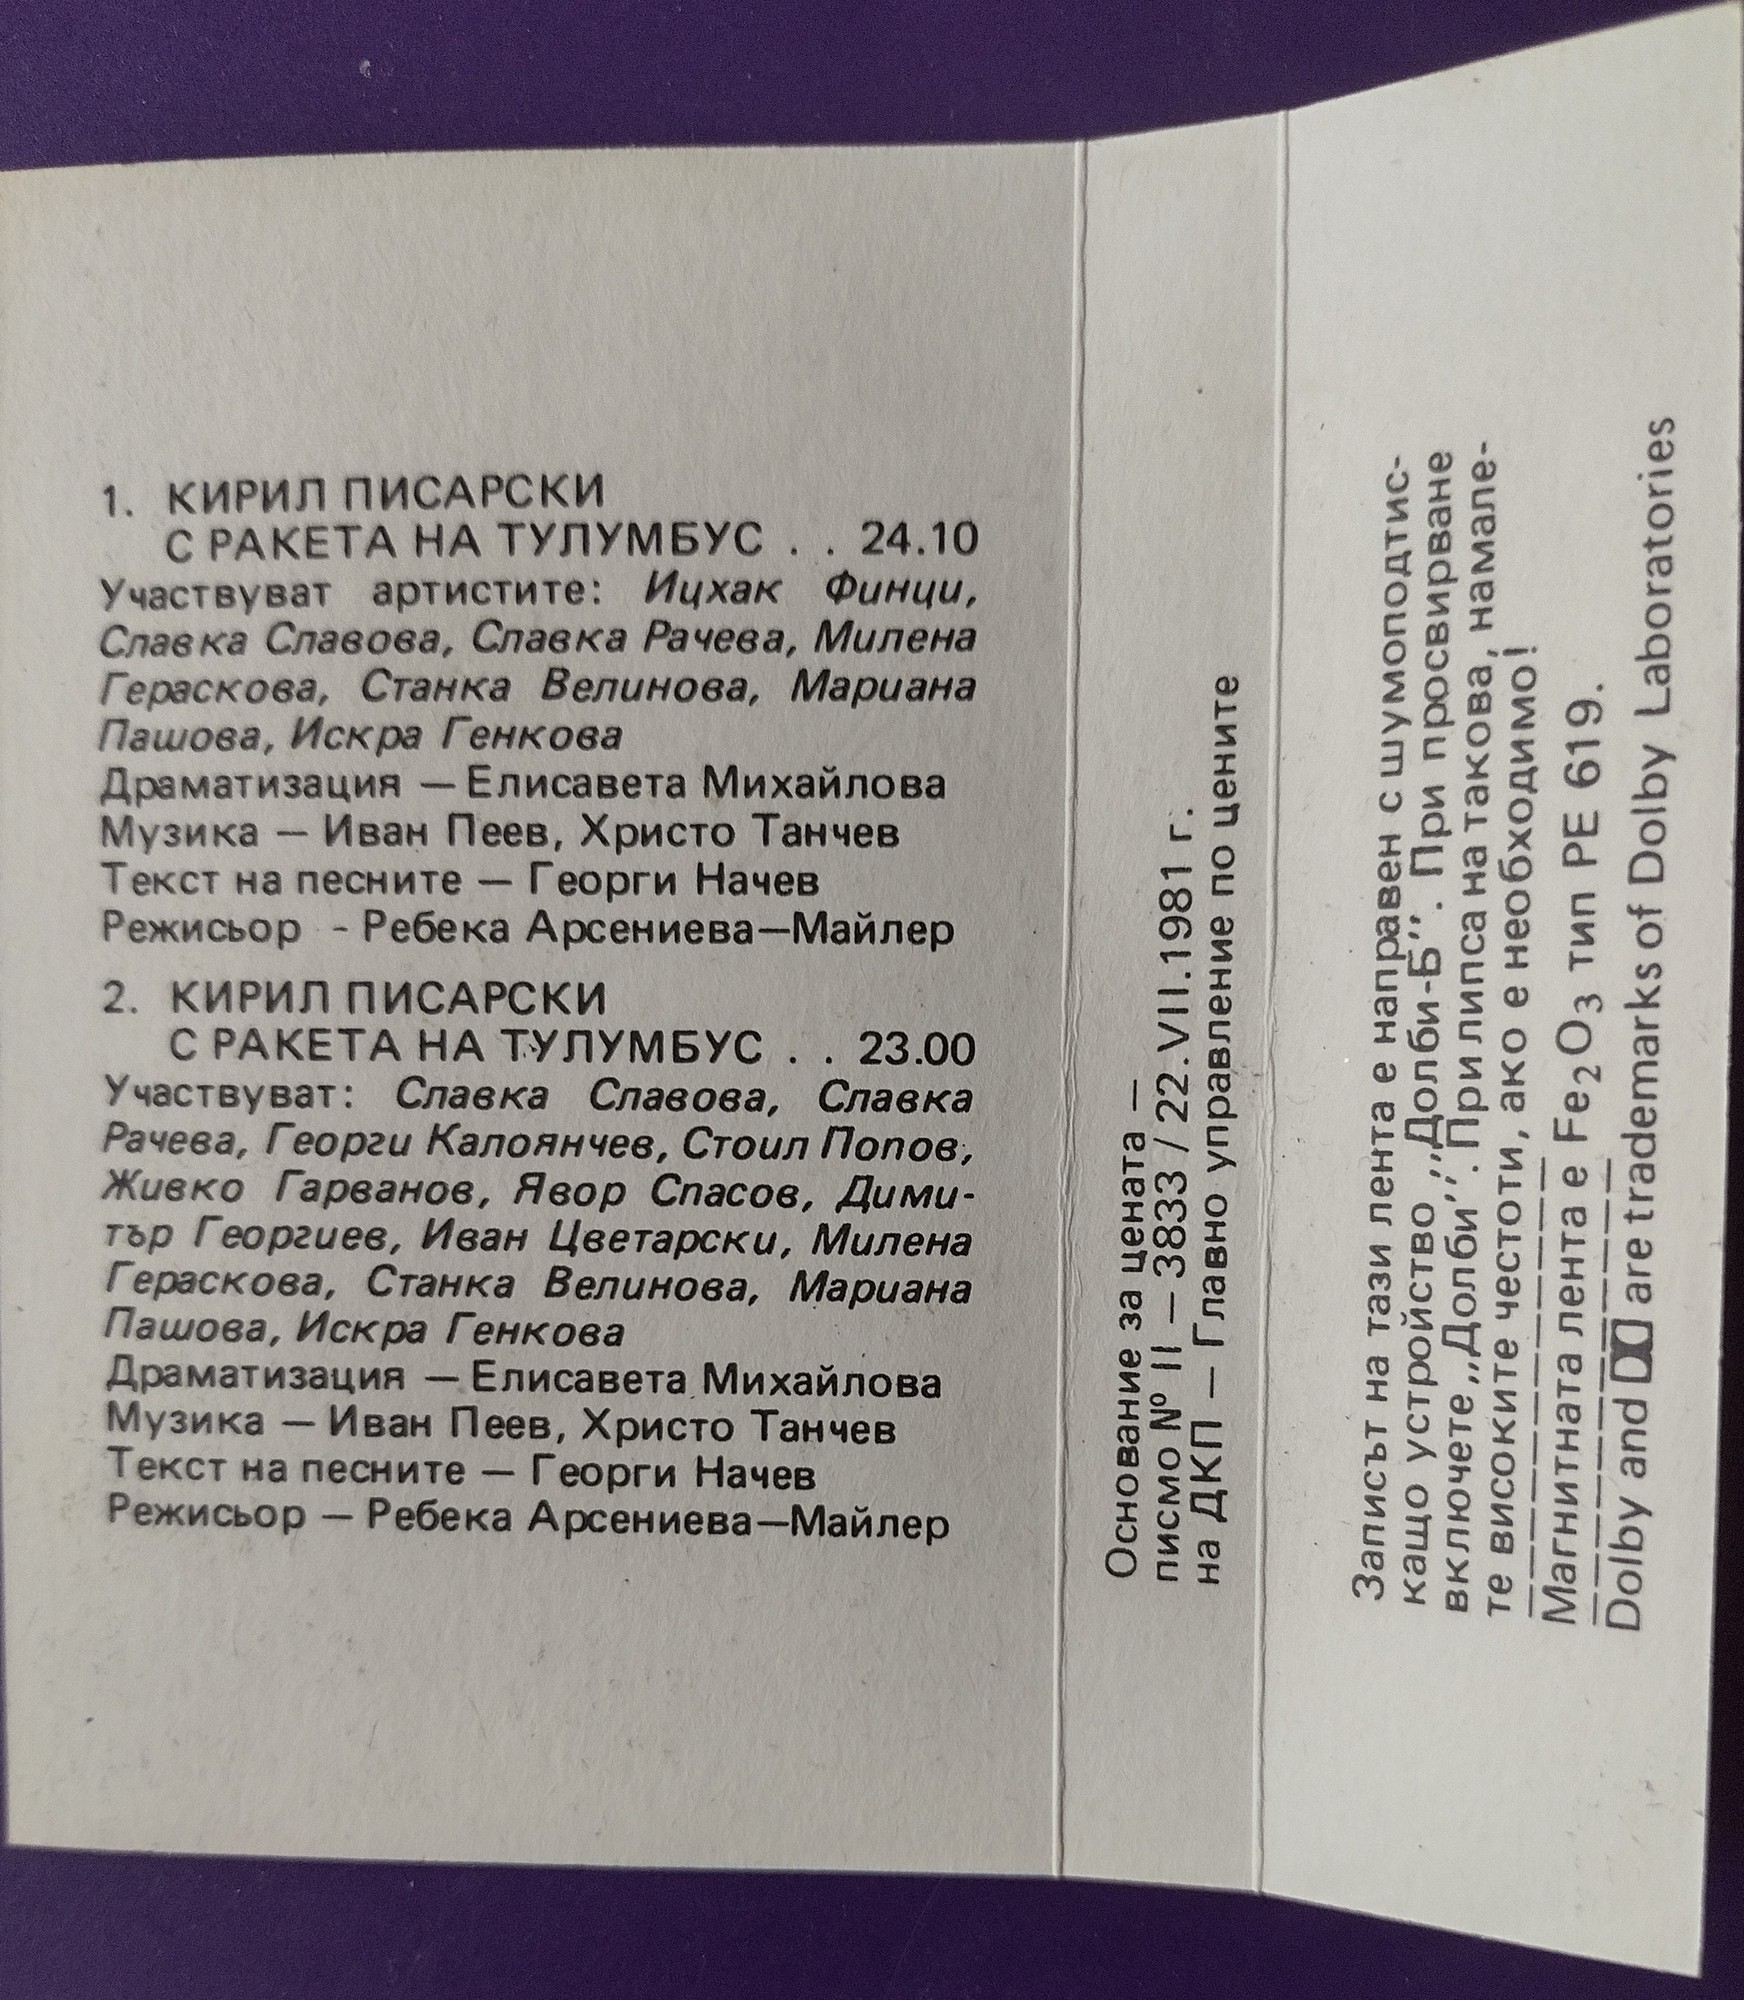 1. КИРИЛ ПИСАРСКИ
С РАКЕТА НА ТУЛУМБУС . . 24.10
Участвуват артистите: Ицхак Финци,
Славка Славова, Славка Рачева, Милена
Гераскова, Станка Велинова, Мариана
Пашова, Искра Генкова
Драматизация — Елисавета Михайлова
Музика — Иван Пеев, Христо Танчев
Текст на песните — Георги Начев
Режисьор - Ребека Арсениева—Майлер
2. КИРИЛ ПИСАРСКИ
С РАКЕТА НА ТУЛУМБУС . . 23.00
Участвуват: Славка Славова, Славка
Рачева, Георги Калоянчев, Стоил Попов,
Живко Гарванов, Явор Спасов, Дими-
тър Георгиев, Иван Цветарски, Милена
Гераскова, Станка Велинова, Мариана
Пашова, Искра Генкова
Драматизация — Елисавета Михайлова
Музика — Иван Пеев, Христо Танчев
Текст на песните — Георги Начев
Режисьор — Ребека Арсениева—Майлер
Основание за цената —
писмо № II — 3833 / 22.VII.1981 г.
на ДКП — Главно управление по цените
Записът на тази лента е направен с шумоподтис-
кащо устройство ,,Долби-Б''. При просвирване
включете,,Долби''.При липса на такова, намале-
те високите честоти, ако е необходимо!
Магнитната лента е Fe₂O₃ тип PE 619.
Dolby and are trademarks of Dolby Laboratories